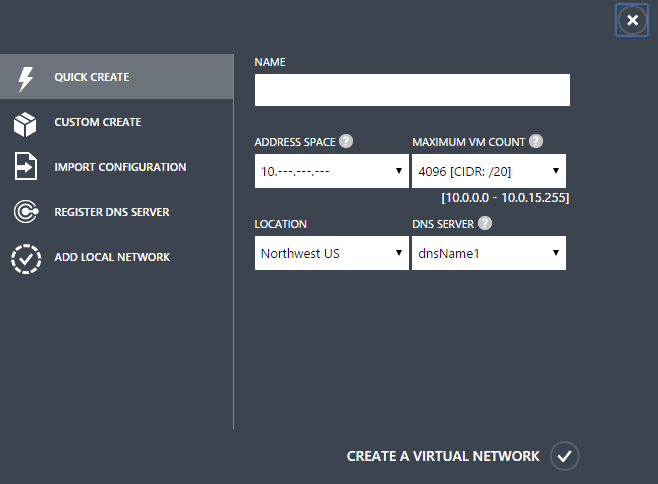 QUICK CREATE
CUSTOM CREATE
IMPORT CONFIGURATION
REGISTER DNS SERVER
ADD LOCAL NETWORK
NAME
ADDRESS SPACE ? MAXIMUM VM COUNT ?
10.---.---.--- 4096 [CIDR: /20]
[10.0.0.0 - 10.0.15.255]
LOCATION DNS SERVER ?
Northwest US dnsName1
CREATE A VIRTUAL NETWORK